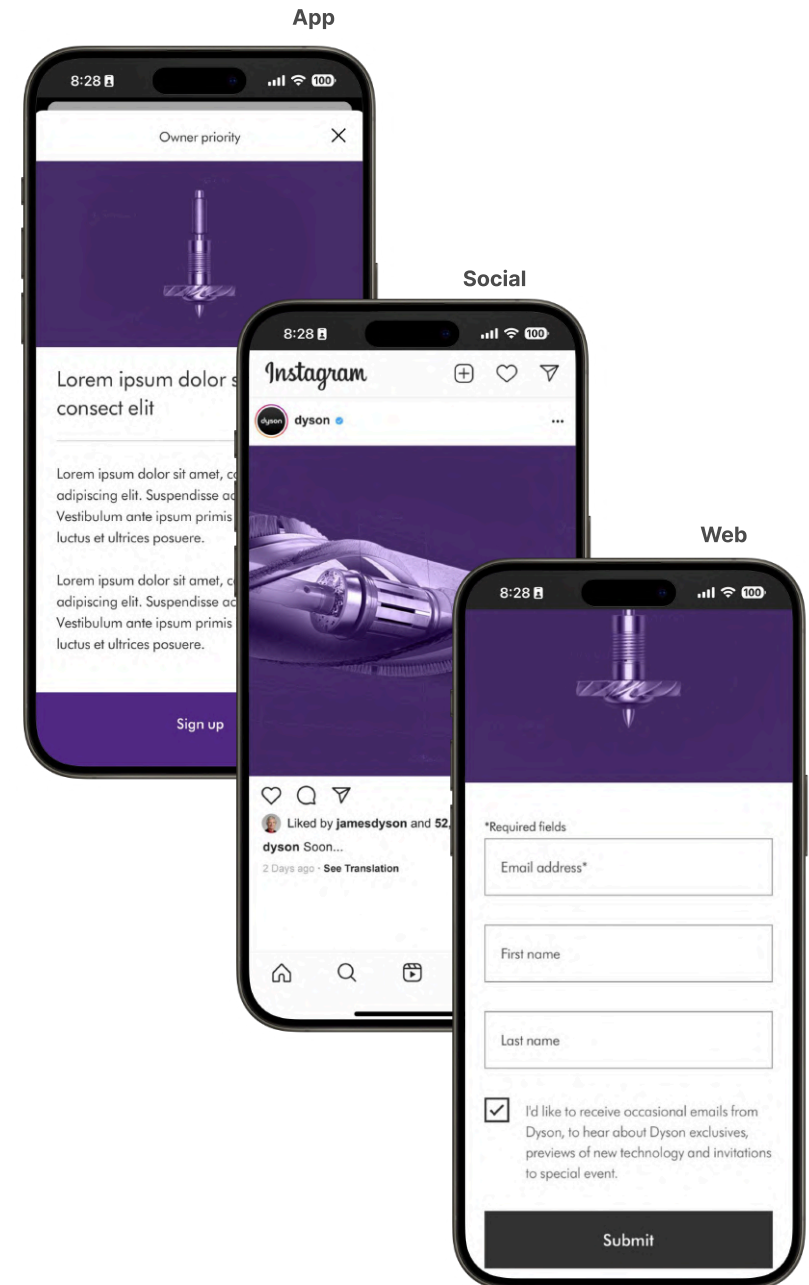 App
8:28
100
Owner priority
Lorem ipsum dolor s
consect elit
Lorem ipsum dolor sit amet, co
adipiscing elit. Suspendisse ac
Vestibulum ante ipsum primis
luctus et ultrices posuere.
Lorem ipsum dolor sit amet, co
adipiscing elit. Suspendisse ac
Vestibulum ante ipsum primis
luctus et ultrices posuere.
Sign up
Social
8:28
100
Instagram
dyson
dyson
Liked by jamesdyson and 52,
dyson Soon...
2 Days ago · See Translation
Web
8:28
100
*Required fields
Email address*
First name
Last name
I'd like to receive occasional emails from
Dyson, to hear about Dyson exclusives,
previews of new technology and invitations
to special event.
Submit